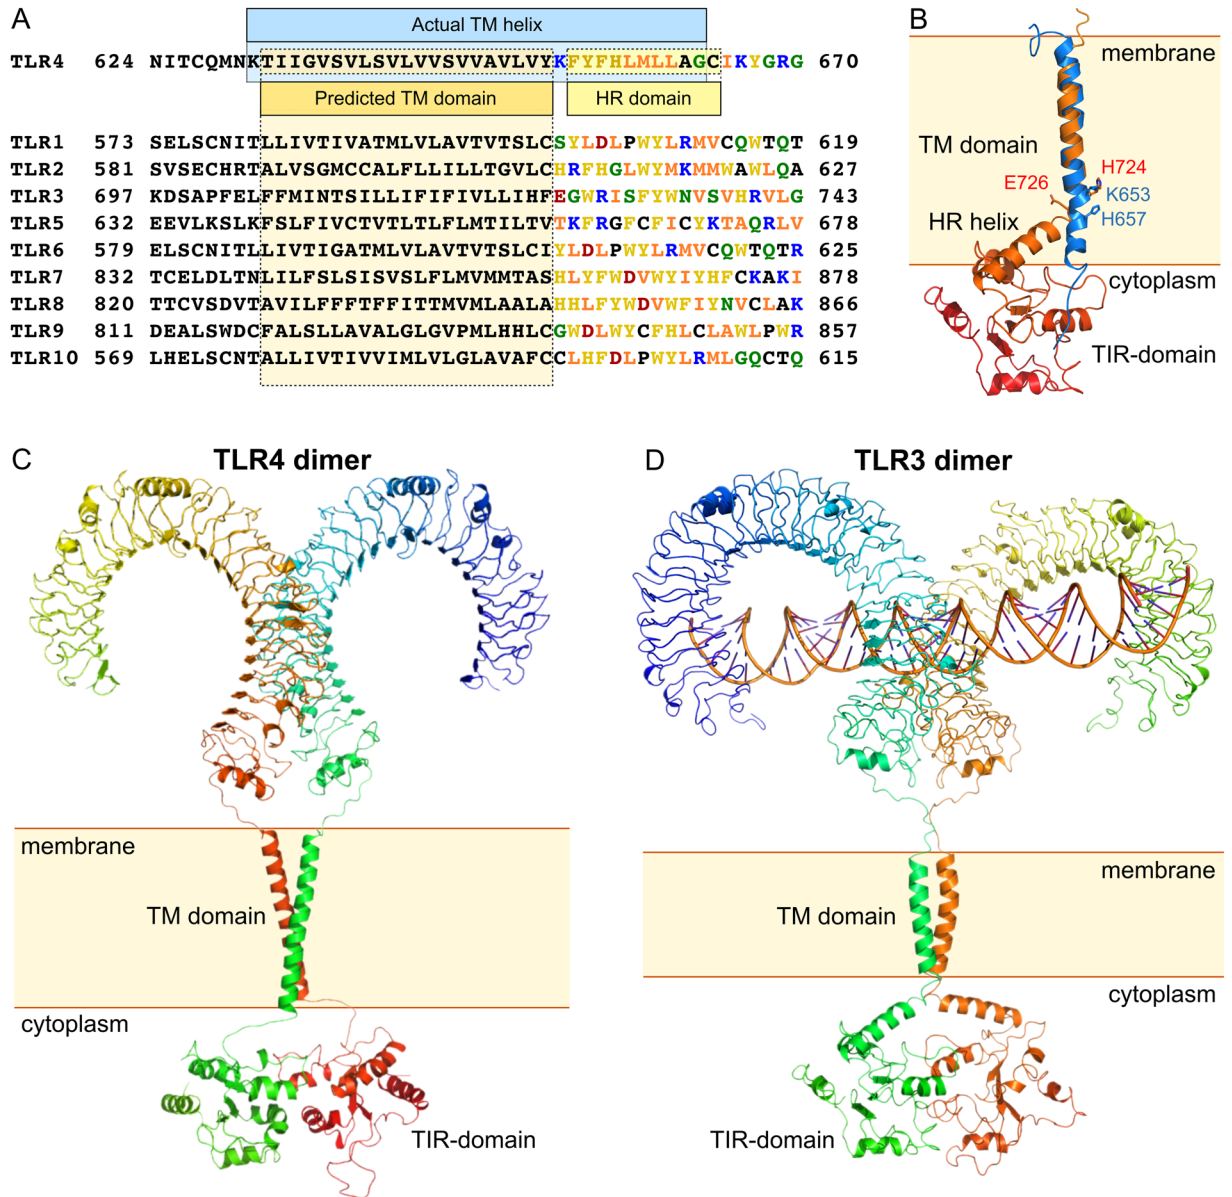 A
Actual TM helix
TLR4 624 NITCQMNKTIIGVSVLSVLVVSVVAVLVYKFYFHLMLLAGCIKYGRG 670
Predicted TM domain HR domain
TLR1 573 SELSCNITLLIVTIVATMLVLAVTVTSLCSYLDLPWYLRMVCQWTQT 619
TLR2 581 SVSECHRTALVSGMCCALFLLILLTGVLCHRFHGLWYMKMMWAWLQA 627
TLR3 697 KDSAPFELFFMINTSILLIFIFIVLLIHFEGWRISFYWNVSVHRVLG 743
TLR5 632 EEVLKSLKFSLFIVCTVTLTLFLMTILTVTKFRGFCFICYKTAQRLV 678
TLR6 579 ELSCNITLLIVTIGATMLVLAVTVTSLCIYLDLPWYLRMVCQWTQTR 625
TLR7 832 TCELDLTNLILFSLSISVSLFLMVMMTASHLYFWDVWYIYHFCKAKI 878
TLR8 820 TTCVSDVTAVILFFFTFFITTMVMLAALAHHLFYWDVWFIYNVCLAK 866
TLR9 811 DEALSWDCFALSLLAVALGLGVPMLHHLCGWDLWYCFHLCLAWLPWR 857
TLR10 569 LHELSCNTALLIVTIVVIMLVLGLAVAFCCLHFDLPWYLRMLGQCTQ 615
B
membrane
TM domain
E726
H724
K653
HR helix
H657
cytoplasm
TIR-domain
C
TLR4 dimer
membrane
TM domain
cytoplasm
TIR-domain
D
TLR3 dimer
membrane
TM domain
cytoplasm
TIR-domain